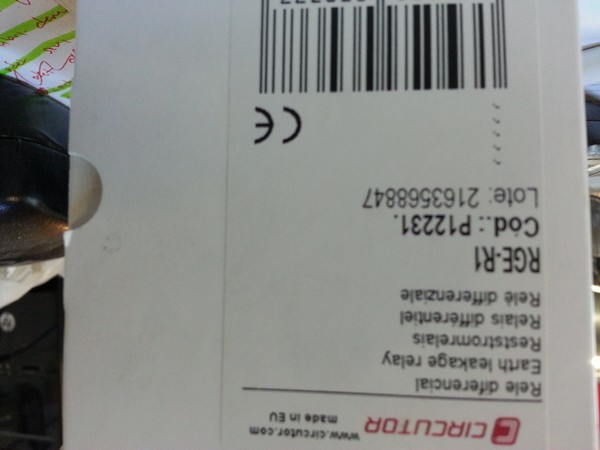 CIRCUTOR
www.circutor.com
made in EU
Relé diferencial
Earth leakage relay
Reststromrelais
Relais différentiel
Relè differenziale
RGE-R1
Cód.: P12231.
Lote: 2163568847
CE